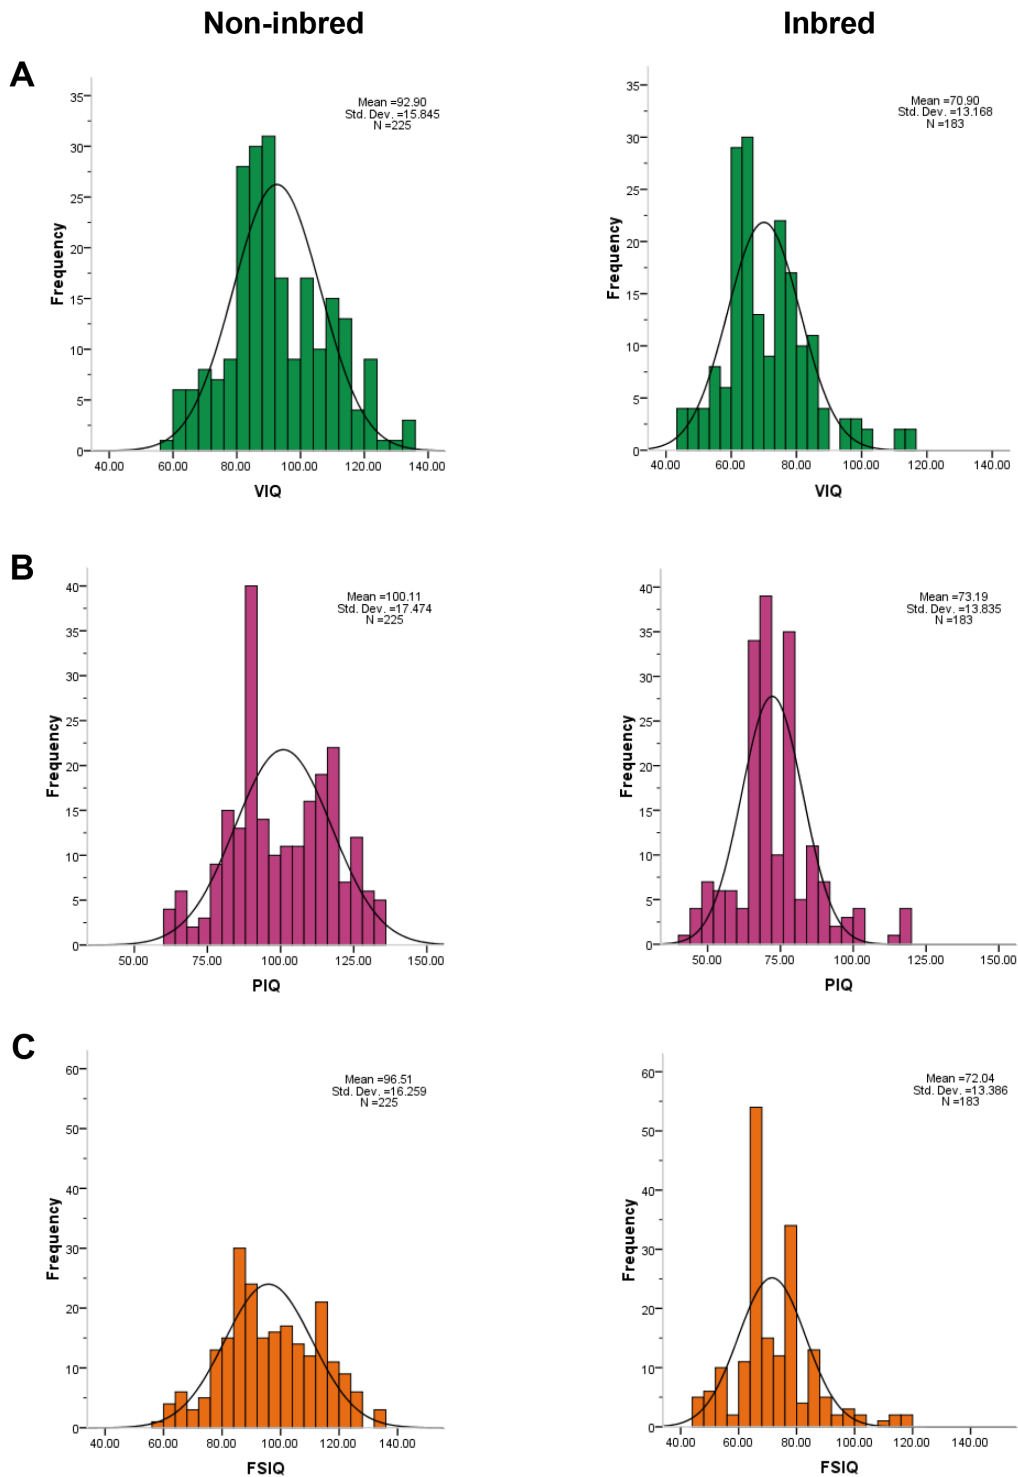 Non-inbred
Inbred
A
Mean =92.90
Std. Dev. =15.845
N =225
35
30
25
20
15
10
5
0
Frequency
40.00 60.00 80.00 100.00 120.00 140.00
VIQ
Mean =70.90
Std. Dev. =13.168
N =183
35
30
25
20
15
10
5
0
Frequency
40.00 60.00 80.00 100.00 120.00 140.00
VIQ
B
Mean =100.11
Std. Dev. =17.474
N =225
40
35
30
25
20
15
10
5
0
Frequency
50.00 75.00 100.00 125.00 150.00
PIQ
Mean =73.19
Std. Dev. =13.835
N =183
40
35
30
25
20
15
10
5
0
Frequency
50.00 75.00 100.00 125.00 150.00
PIQ
C
Mean =96.51
Std. Dev. =16.259
N =225
60
50
40
30
20
10
0
Frequency
40.00 60.00 80.00 100.00 120.00 140.00
FSIQ
Mean =72.04
Std. Dev. =13.386
N =183
60
50
40
30
20
10
0
Frequency
40.00 60.00 80.00 100.00 120.00 140.00
FSIQ